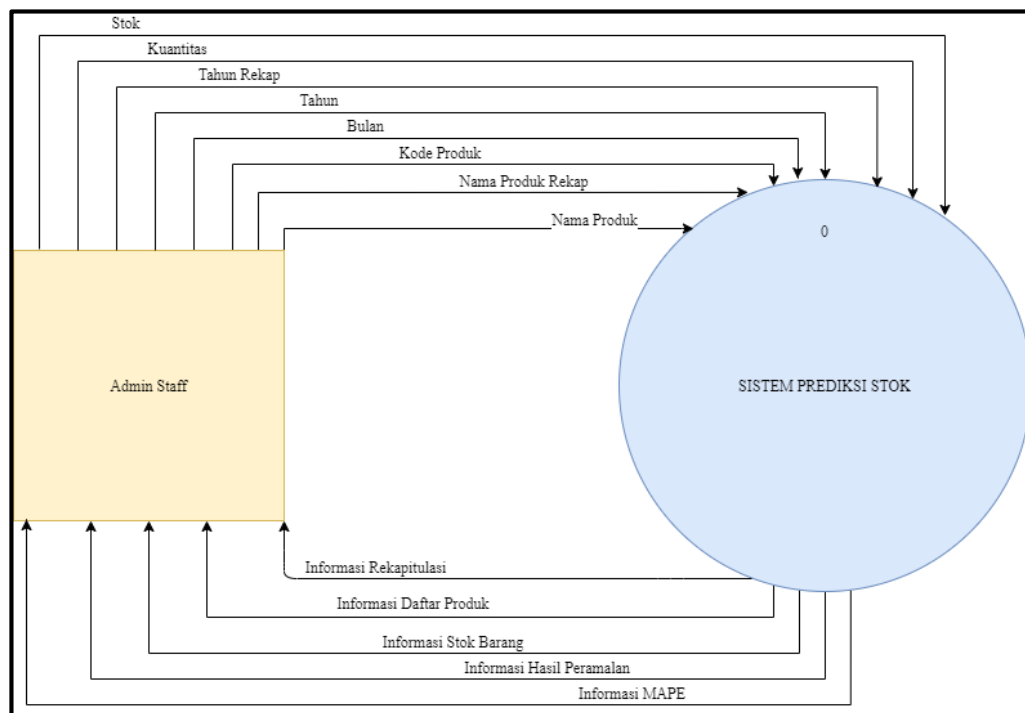 Stok
Kuantitas
Tahun Rekap
Tahun
Bulan
Kode Produk
Nama Produk Rekap
Nama Produk
0
Admin Staff
SISTEM PREDIKSI STOK
Informasi Rekapitulasi
Informasi Daftar Produk
Informasi Stok Barang
Informasi Hasil Peramalan
Informasi MAPE